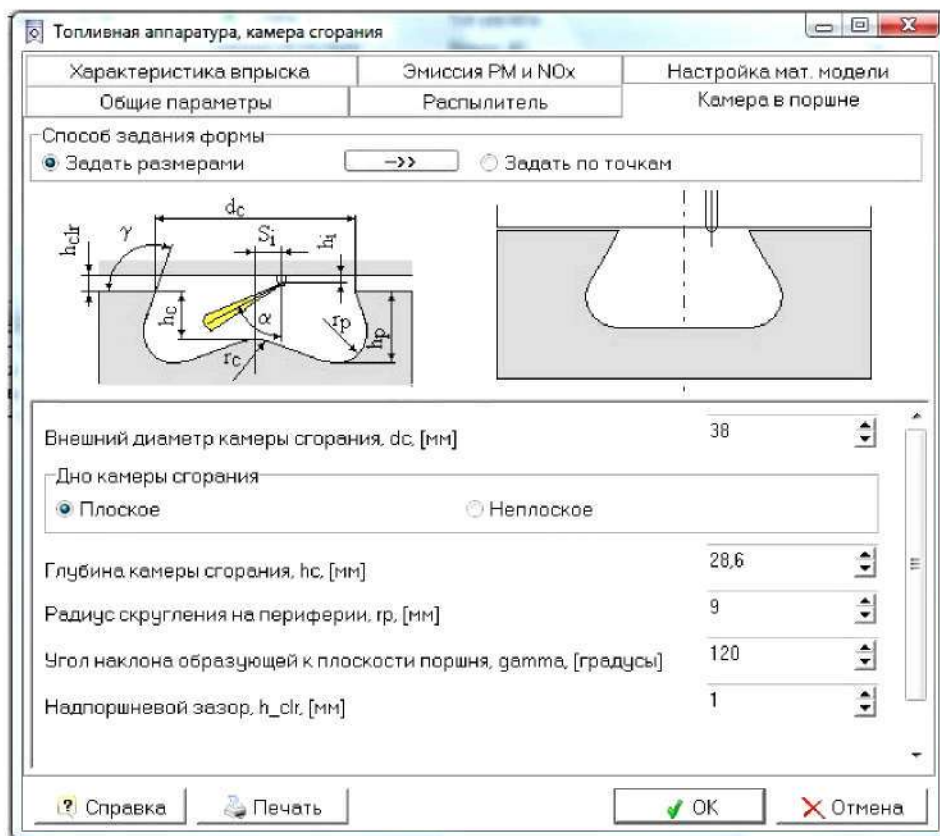 Топливная аппаратура, камера сгорания
Характеристика впрыска
Эмиссия PM и NOx
Настройка мат. модели
Общие параметры
Распылитель
Камера в поршне
Способ задания формы
Задать размерами
->>
Задать по точкам
dc
γ
hclr
Si
hi
hc
α
rp
hp
rc
Внешний диаметр камеры сгорания, dc, [мм]
38
Дно камеры сгорания
Плоское
Неплоское
Глубина камеры сгорания, hc, [мм]
28,6
Радиус скругления на периферии, rp, [мм]
9
Угол наклона образующей к плоскости поршня, gamma, [градусы]
120
Надпоршневой зазор, h_clr, [мм]
1
Справка
Печать
OK
Отмена